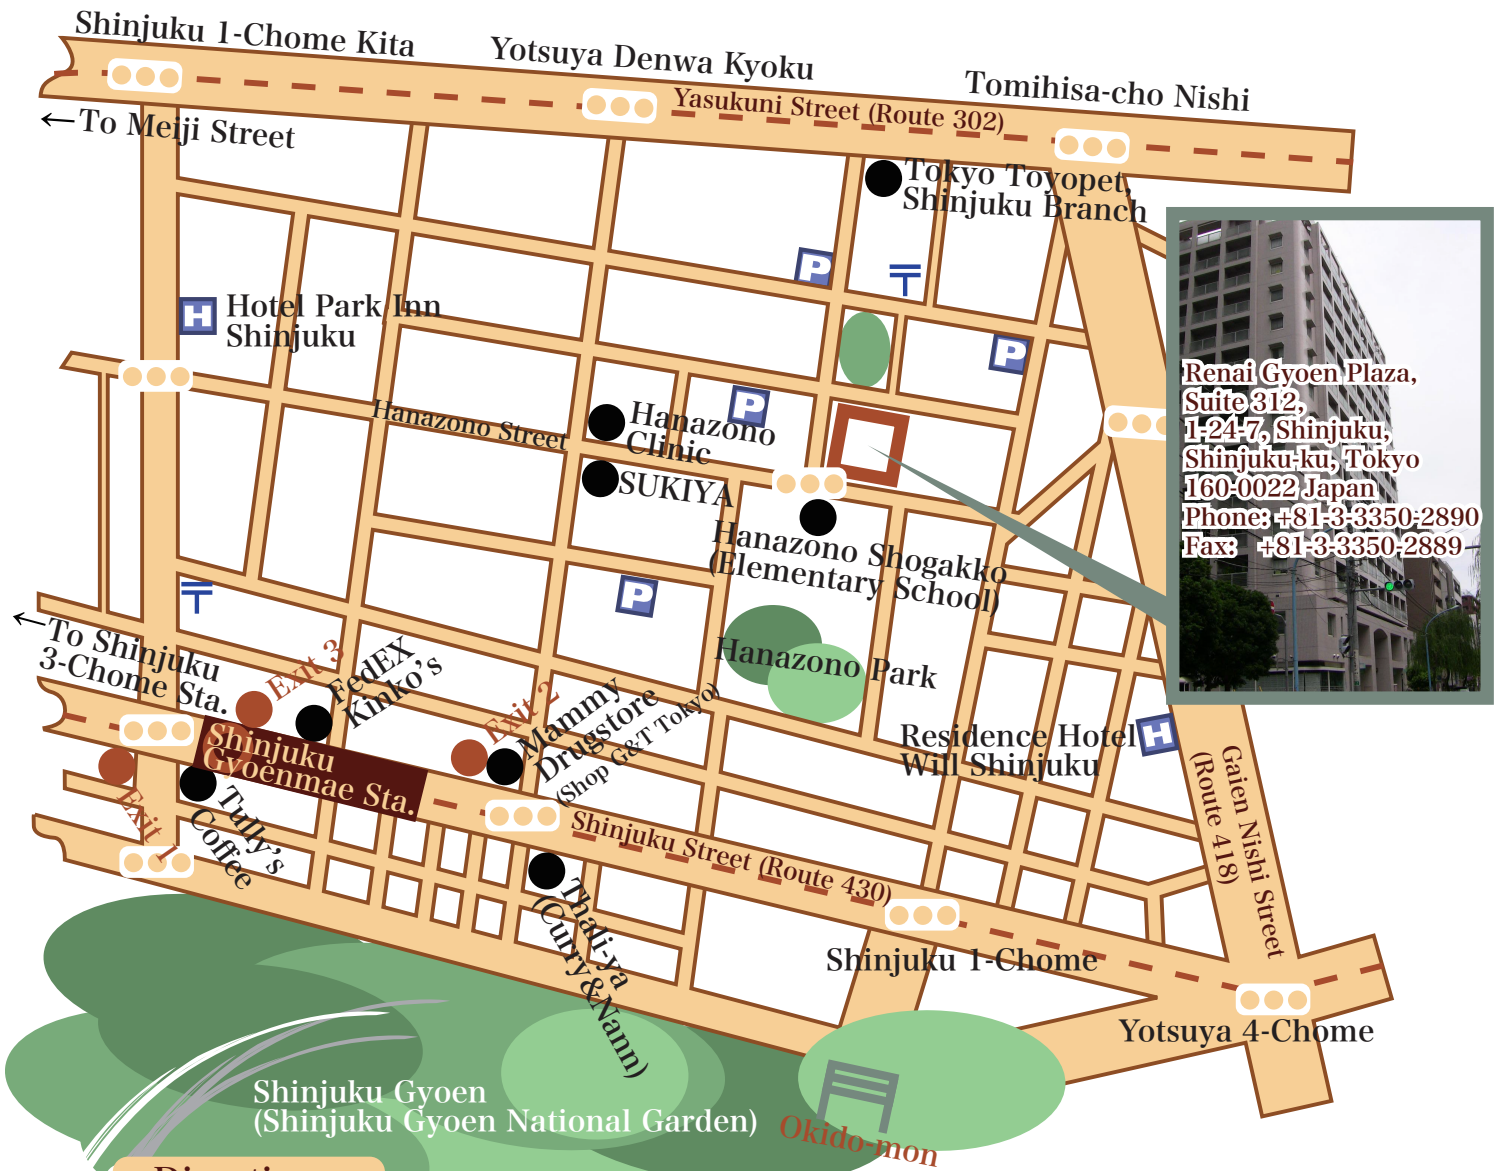 Shinjuku 1-Chome Kita
Yotsuya Denwa Kyoku
Tomihisa-cho Nishi
Yasukuni Street (Route 302)
←To Meiji Street
Tokyo Toyopet,
Shinjuku Branch
P
〒
H
Hotel Park Inn
Shinjuku
P
P
Hanazono Street
Hanazono
Clinic
SUKIYA
Renai Gyoen Plaza,
Suite 312,
1-24-7, Shinjuku,
Shinjuku-ku, Tokyo
160-0022 Japan
Phone: +81-3-3350-2890
Fax: +81-3-3350-2889
Hanazono Shogakko
(Elementary School)
P
〒
←To Shinjuku
3-Chome Sta.
Exit 3
FedEX
Kinko's
Exit 2
Mammy
Drugstore
(Shop G&T Tokyo)
Hanazono Park
Residence Hotel
Will Shinjuku
H
Shinjuku
Gyoenmae Sta.
Exit 1
Tully's
Coffee
Shinjuku Street (Route 430)
Gaien Nishi Street
(Route 418)
Thali-ya
(Curry&Nann)
Shinjuku 1-Chome
Yotsuya 4-Chome
Shinjuku Gyoen
(Shinjuku Gyoen National Garden)
Okido-mon